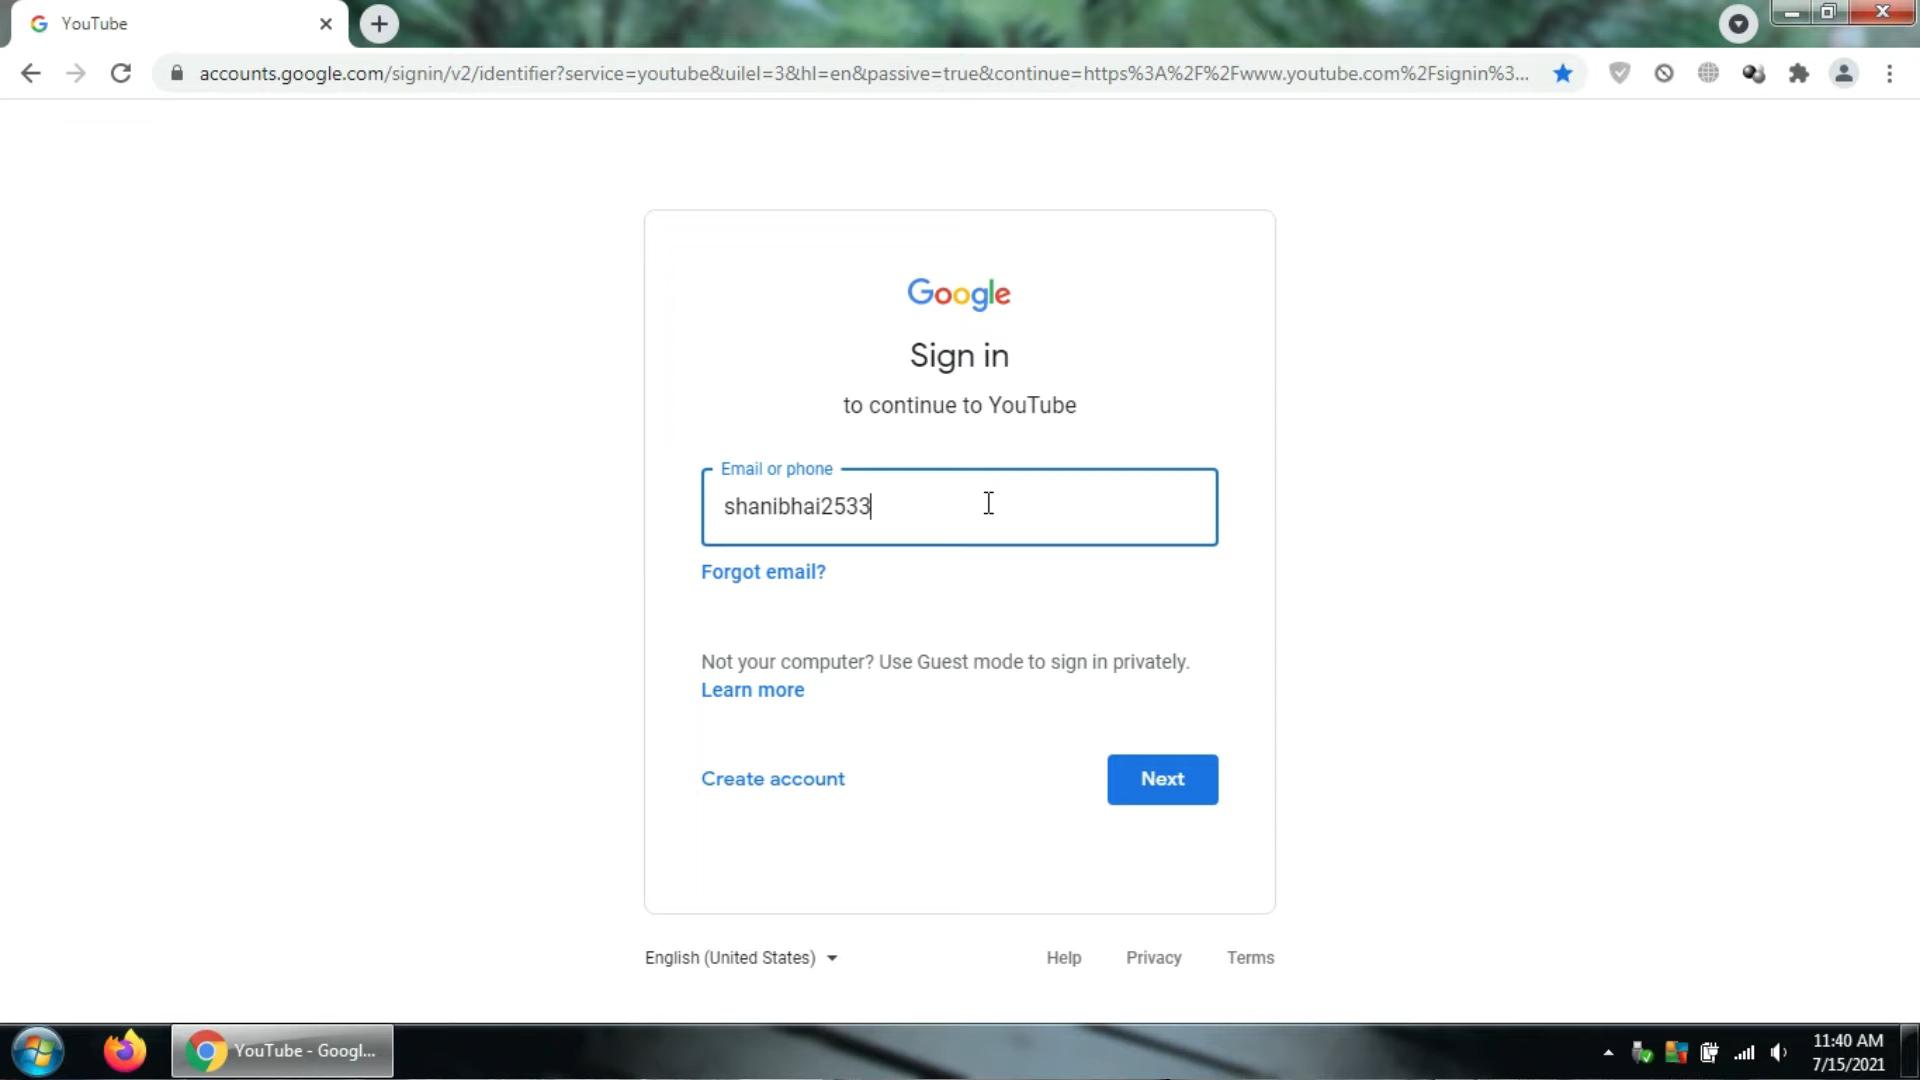 YouTube
accounts.google.com/signin/v2/identifier?service=youtube&uilel=3&hl=en&passive=true&continue=https%3A%2F%2Fwww.youtube.com%2Fsignin%3...
Google
Sign in
to continue to YouTube
Email or phone
shanibhai2533
Forgot email?
Not your computer? Use Guest mode to sign in privately.
Learn more
Create account
Next
English (United States)
Help
Privacy
Terms
YouTube - Googl...
11:40 AM
7/15/2021